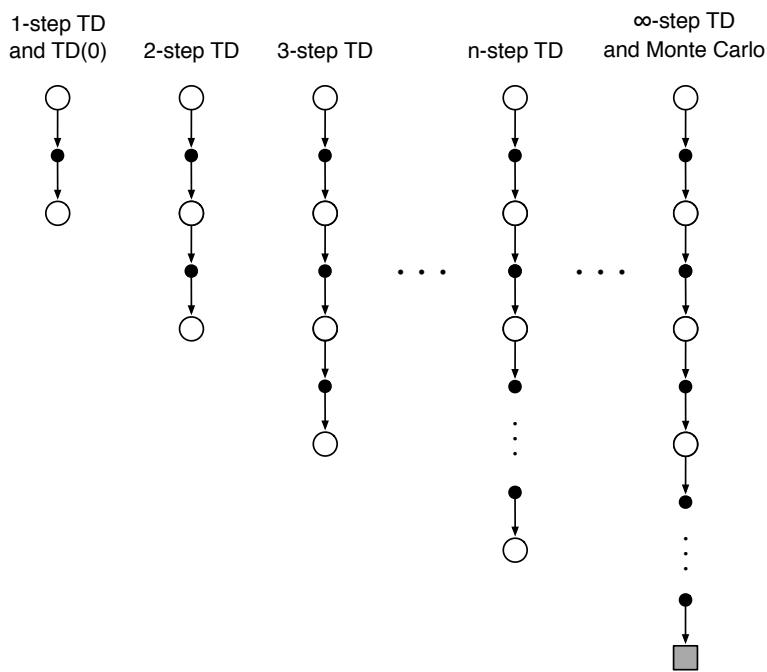 1-step TD
and TD(0)
2-step TD
3-step TD
n-step TD
∞-step TD
and Monte Carlo